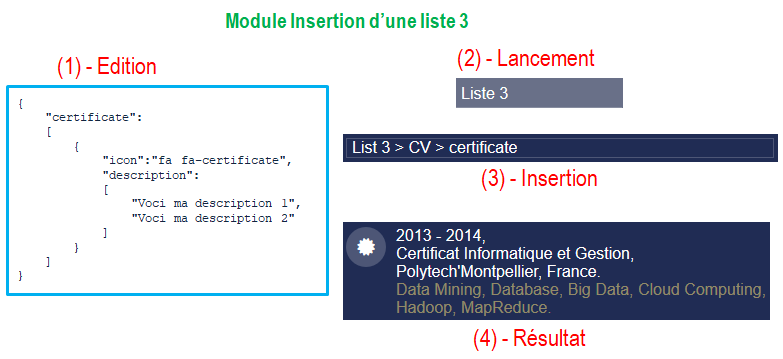 Module Insertion d'une liste 3
(1) - Edition
{
"certificate":
[
{
"icon":"fa fa-certificate",
"description":
[
"Voci ma description 1",
"Voci ma description 2"
]
}
]
}
(2) - Lancement
Liste 3
List 3 > CV > certificate
(3) - Insertion
2013 - 2014,
Certificat Informatique et Gestion,
Polytech'Montpellier, France.
Data Mining, Database, Big Data, Cloud Computing,
Hadoop, MapReduce.
(4) - Résultat